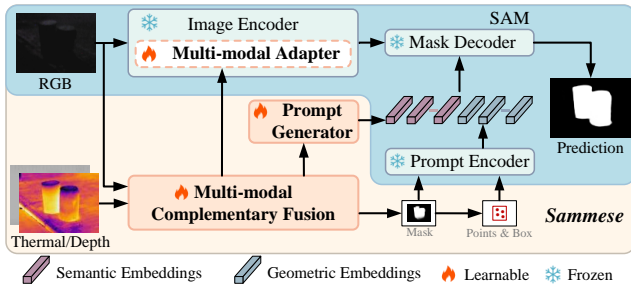 SAM
Image Encoder
Multi-modal Adapter
Mask Decoder
RGB
Prompt
Generator
Prediction
Prompt Encoder
Multi-modal
Complementary Fusion
Thermal/Depth
Mask
Points & Box
Sammese
Semantic Embeddings
Geometric Embeddings
Learnable
Frozen